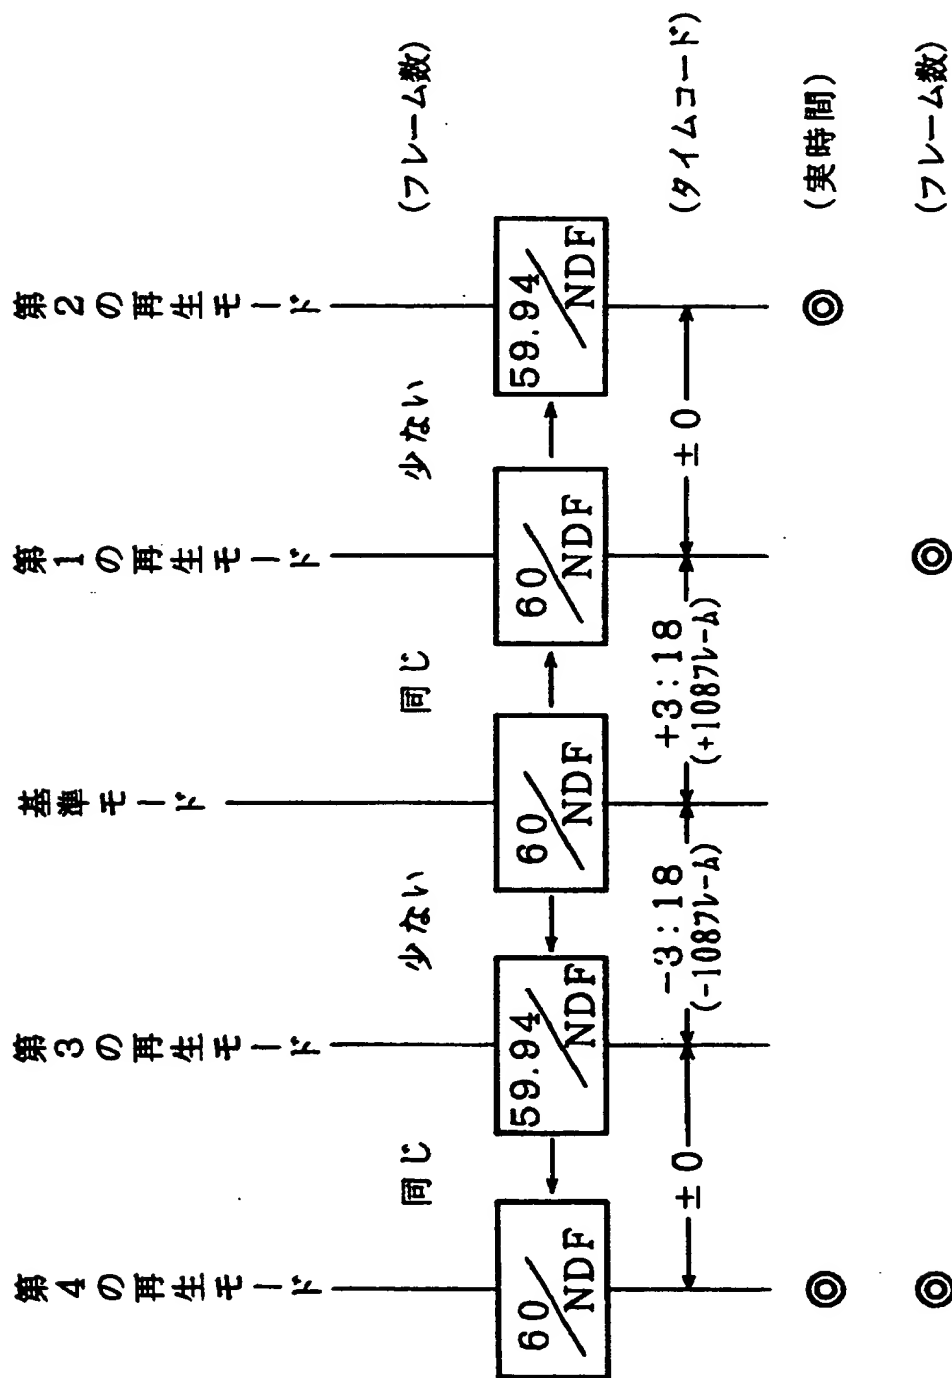 第4の再生モード
第3の再生モード
基準モード
第1の再生モード
第2の再生モード
同じ
少ない
同じ
少ない
(フレーム数)
60/NDF
59.94/NDF
60/NDF
60/NDF
59.94/NDF
±0
-3:18
(-1087フレーム)
+3:18
(+1087フレーム)
±0
(タイムコード)
◎
◎
(実時間)
◎
◎
(フレーム数)